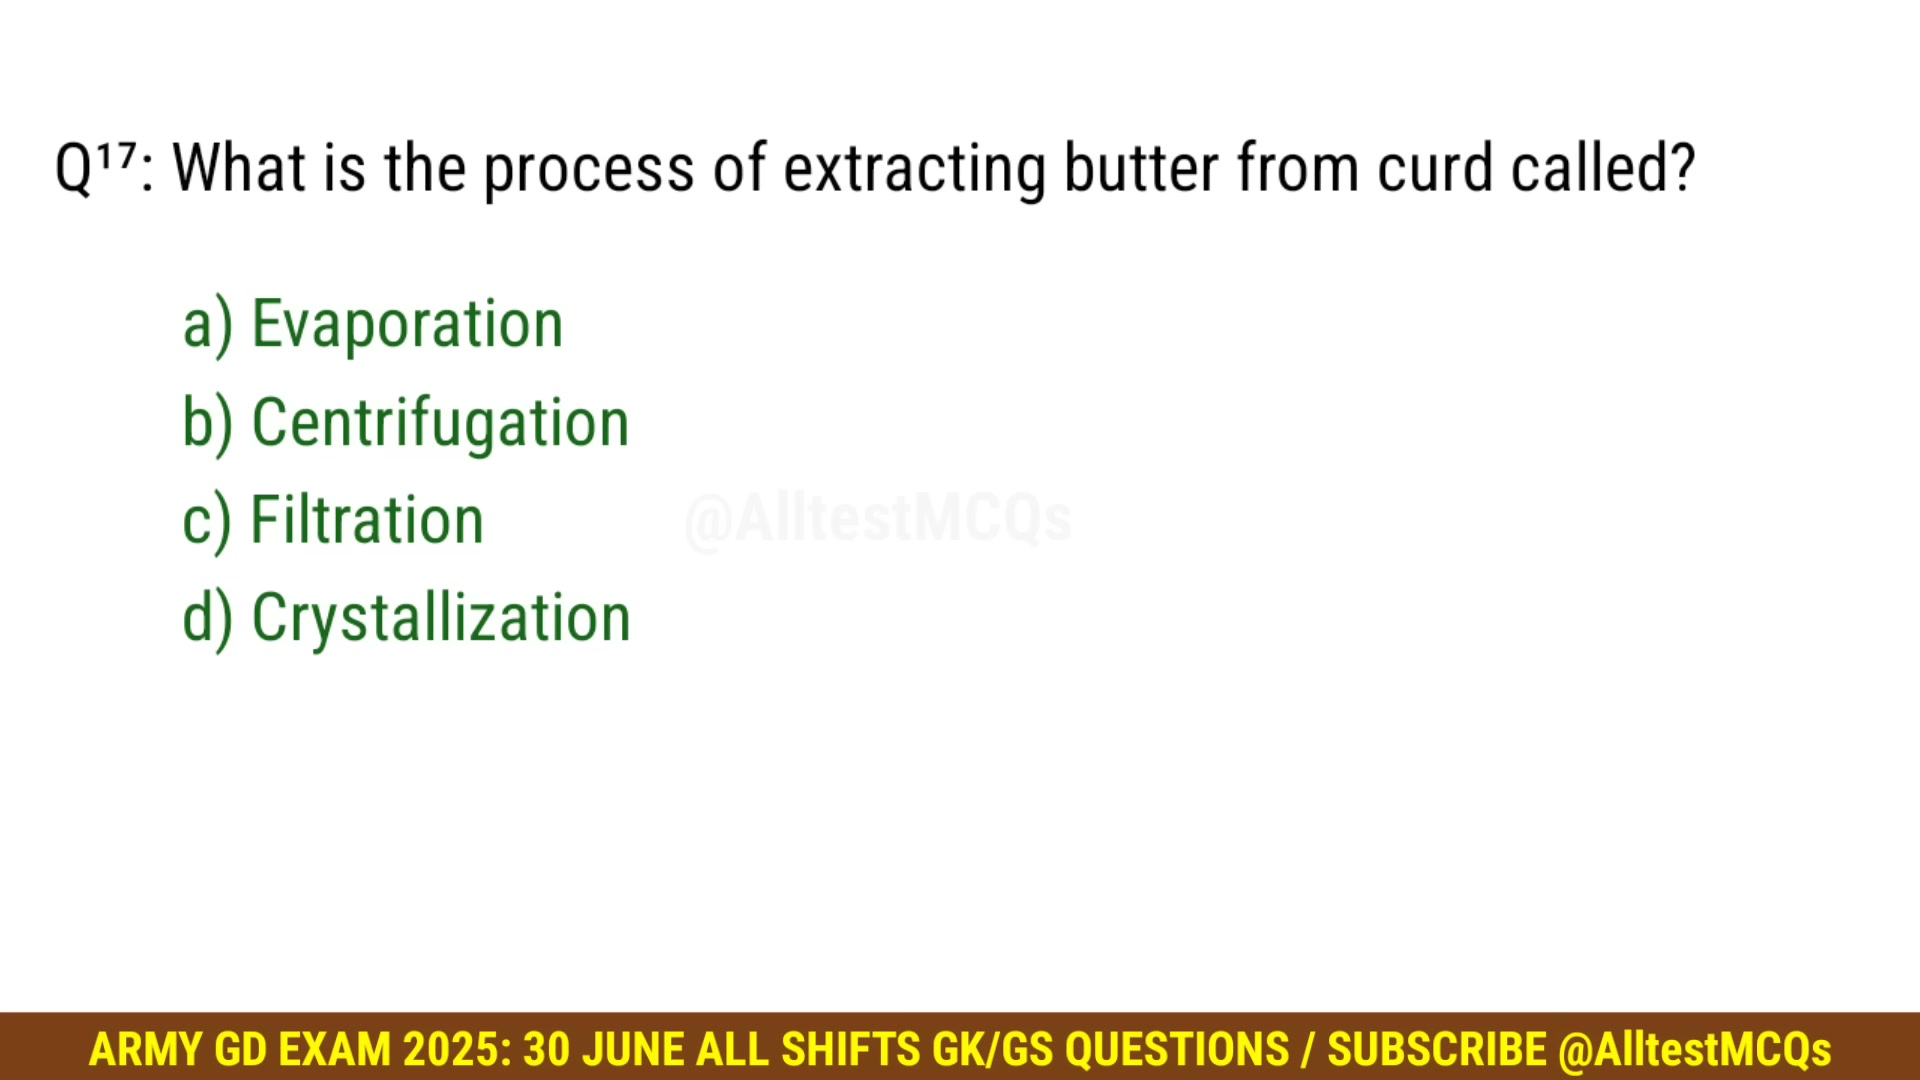 Q¹⁷: What is the process of extracting butter from curd called?
a) Evaporation
b) Centrifugation
c) Filtration
@AlltestMCQs
d) Crystallization
ARMY GD EXAM 2025: 30 JUNE ALL SHIFTS GK/GS QUESTIONS / SUBSCRIBE @AlltestMCQs